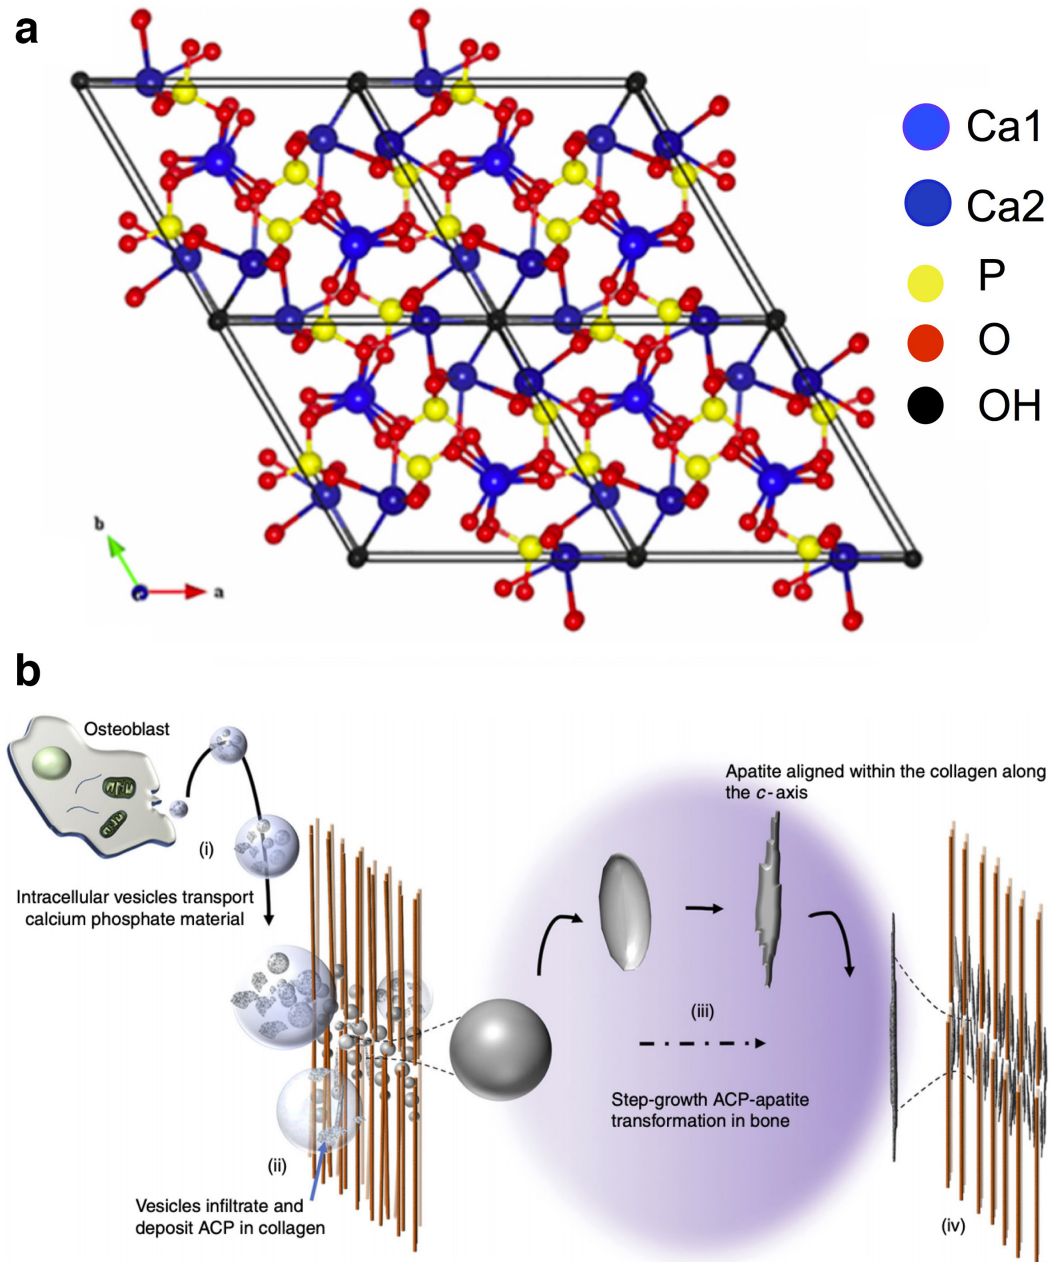 a
Ca1
Ca2
P
O
OH
b
a
b
Osteoblast
(i)
Intracellular vesicles transport
calcium phosphate material
(ii)
Vesicles infiltrate and
deposit ACP in collagen
Apatite aligned within the collagen along
the c-axis
(iii)
Step-growth ACP-apatite
transformation in bone
(iv)